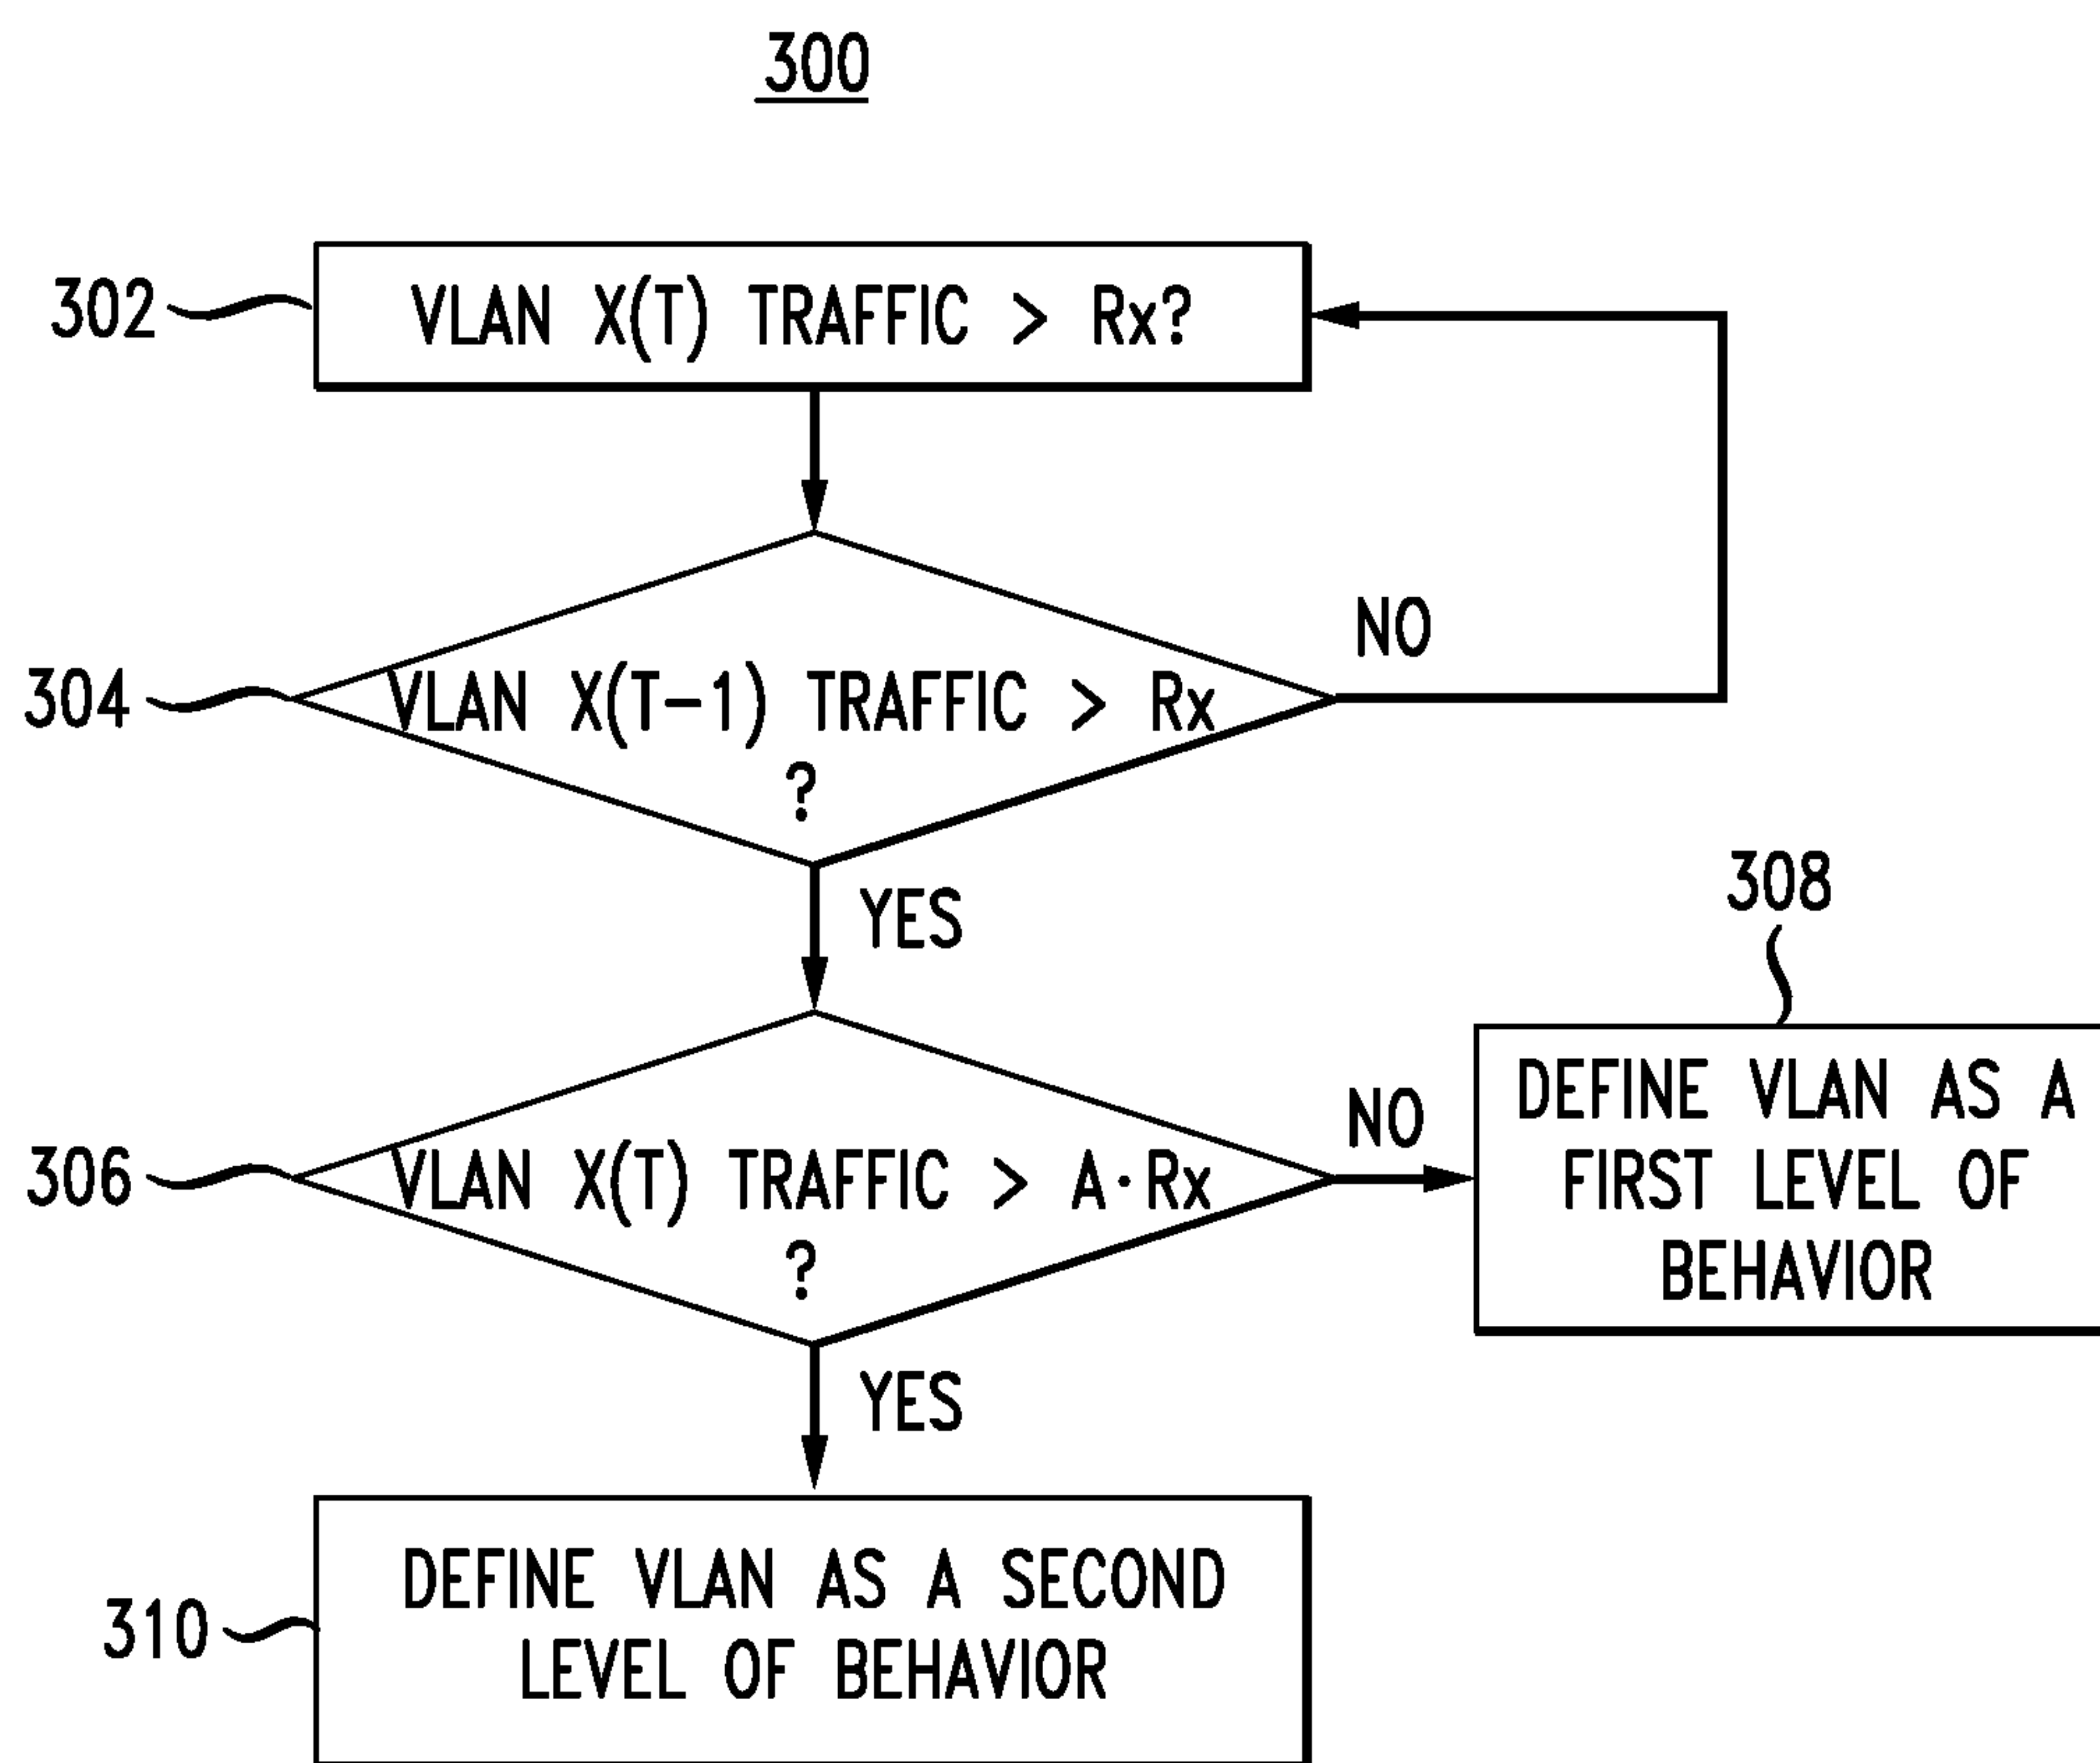 300
302
VLAN X(T) TRAFFIC > Rx?
304
VLAN X(T-1) TRAFFIC > Rx
?
NO
YES
306
VLAN X(T) TRAFFIC > A·Rx
?
NO
308
DEFINE VLAN AS A
FIRST LEVEL OF
BEHAVIOR
YES
310
DEFINE VLAN AS A SECOND
LEVEL OF BEHAVIOR